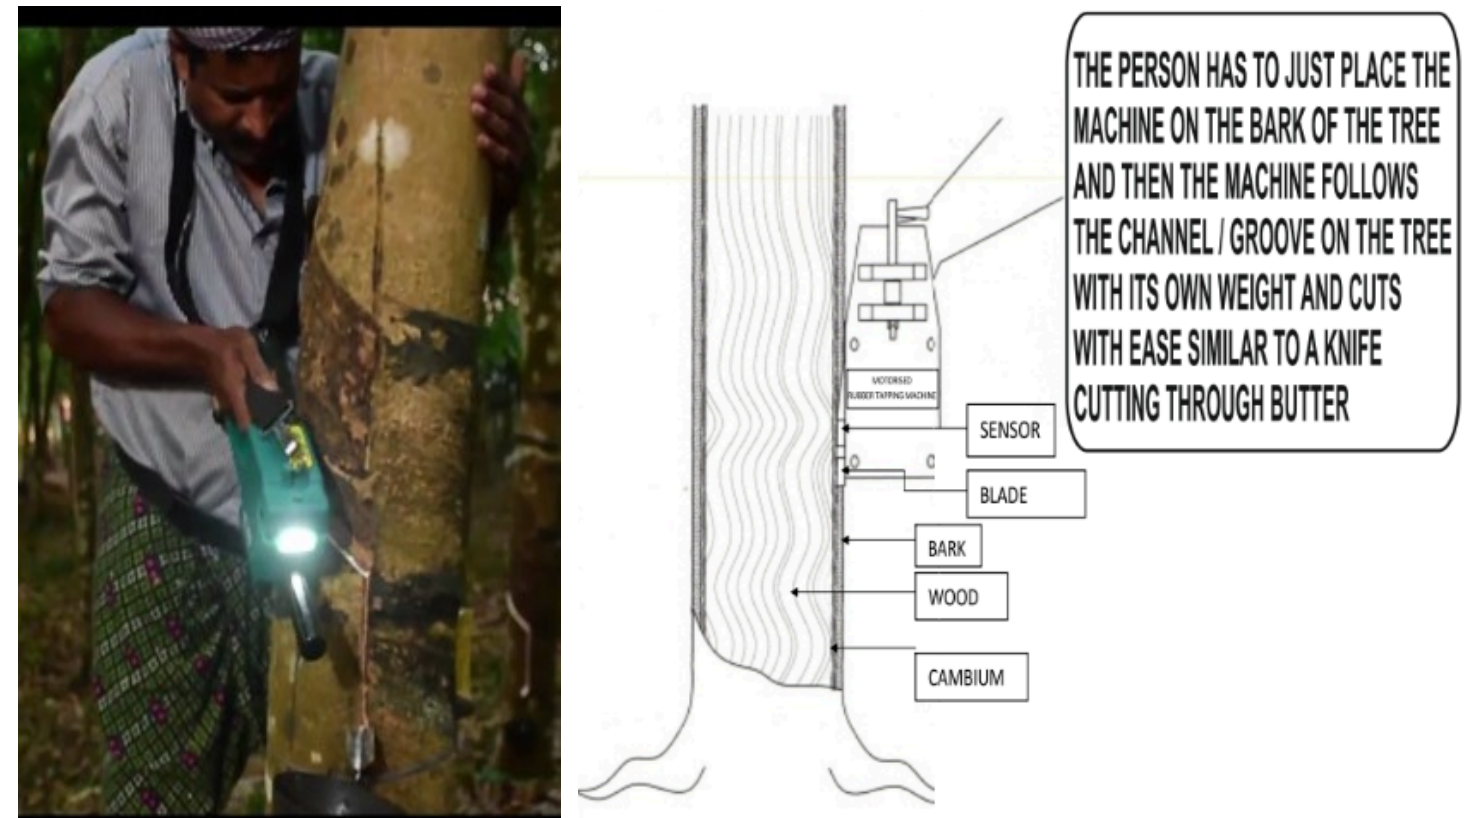 THE PERSON HAS TO JUST PLACE THE
MACHINE ON THE BARK OF THE TREE
AND THEN THE MACHINE FOLLOWS
THE CHANNEL / GROOVE ON THE TREE
WITH ITS OWN WEIGHT AND CUTS
WITH EASE SIMILAR TO A KNIFE
CUTTING THROUGH BUTTER
MOTORISED
RUBBER TAPPING MACHINE
SENSOR
BLADE
BARK
WOOD
CAMBIUM